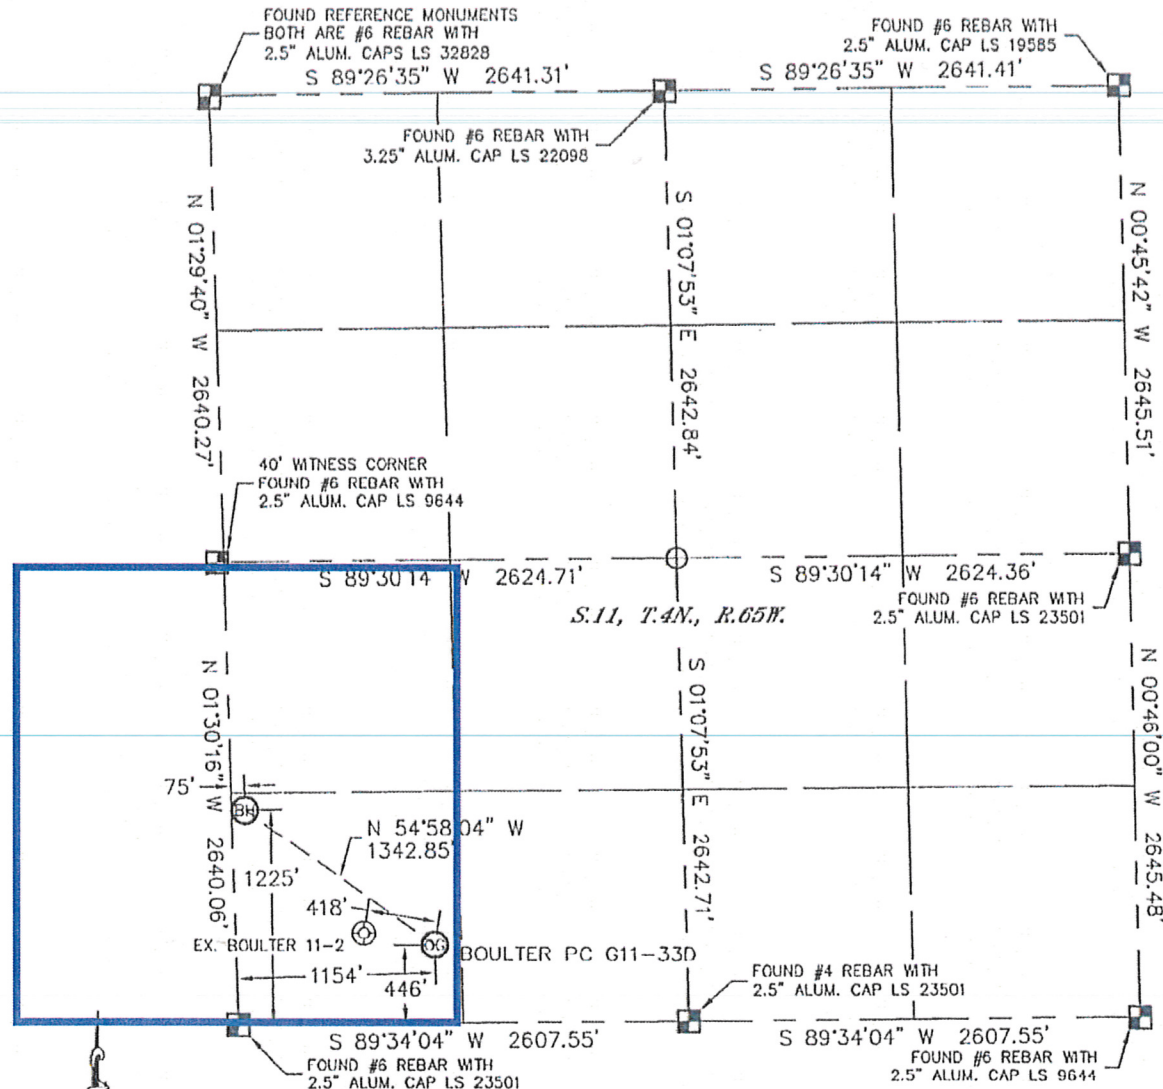 FOUND REFERENCE MONUMENTS
BOTH ARE #6 REBAR WITH
2.5" ALUM. CAPS LS 32828
S 89°26'35" W 2641.31'
FOUND #6 REBAR WITH
2.5" ALUM. CAP LS 19585
S 89°26'35" W 2641.41'
FOUND #6 REBAR WITH
3.25" ALUM. CAP LS 22098
N 01°29'40" W 2640.27'
S 01°07'53" E 2642.84'
N 00°45'42" W 2645.51'
40' WITNESS CORNER
FOUND #6 REBAR WITH
2.5" ALUM. CAP LS 9644
S 89°30'14 W 2624.71'
S 89°30'14" W 2624.36'
FOUND #6 REBAR WITH
2.5" ALUM. CAP LS 23501
S.11, T.4N., R.65W.
N 01°30'16" W 2640.06'
S 01°07'53" E 2642.71'
N 00°46'00" W 2645.48'
75'
BH
N 54°58'04" W
1342.85'
1225'
418'
EX. BOULTER 11-2
OG
BOULTER PC G11-33D
1154'
446'
FOUND #4 REBAR WITH
2.5" ALUM. CAP LS 23501
S 89°34'04" W 2607.55'
S 89°34'04" W 2607.55'
FOUND #6 REBAR WITH
2.5" ALUM. CAP LS 23501
FOUND #6 REBAR WITH
2.5" ALUM. CAP LS 9644